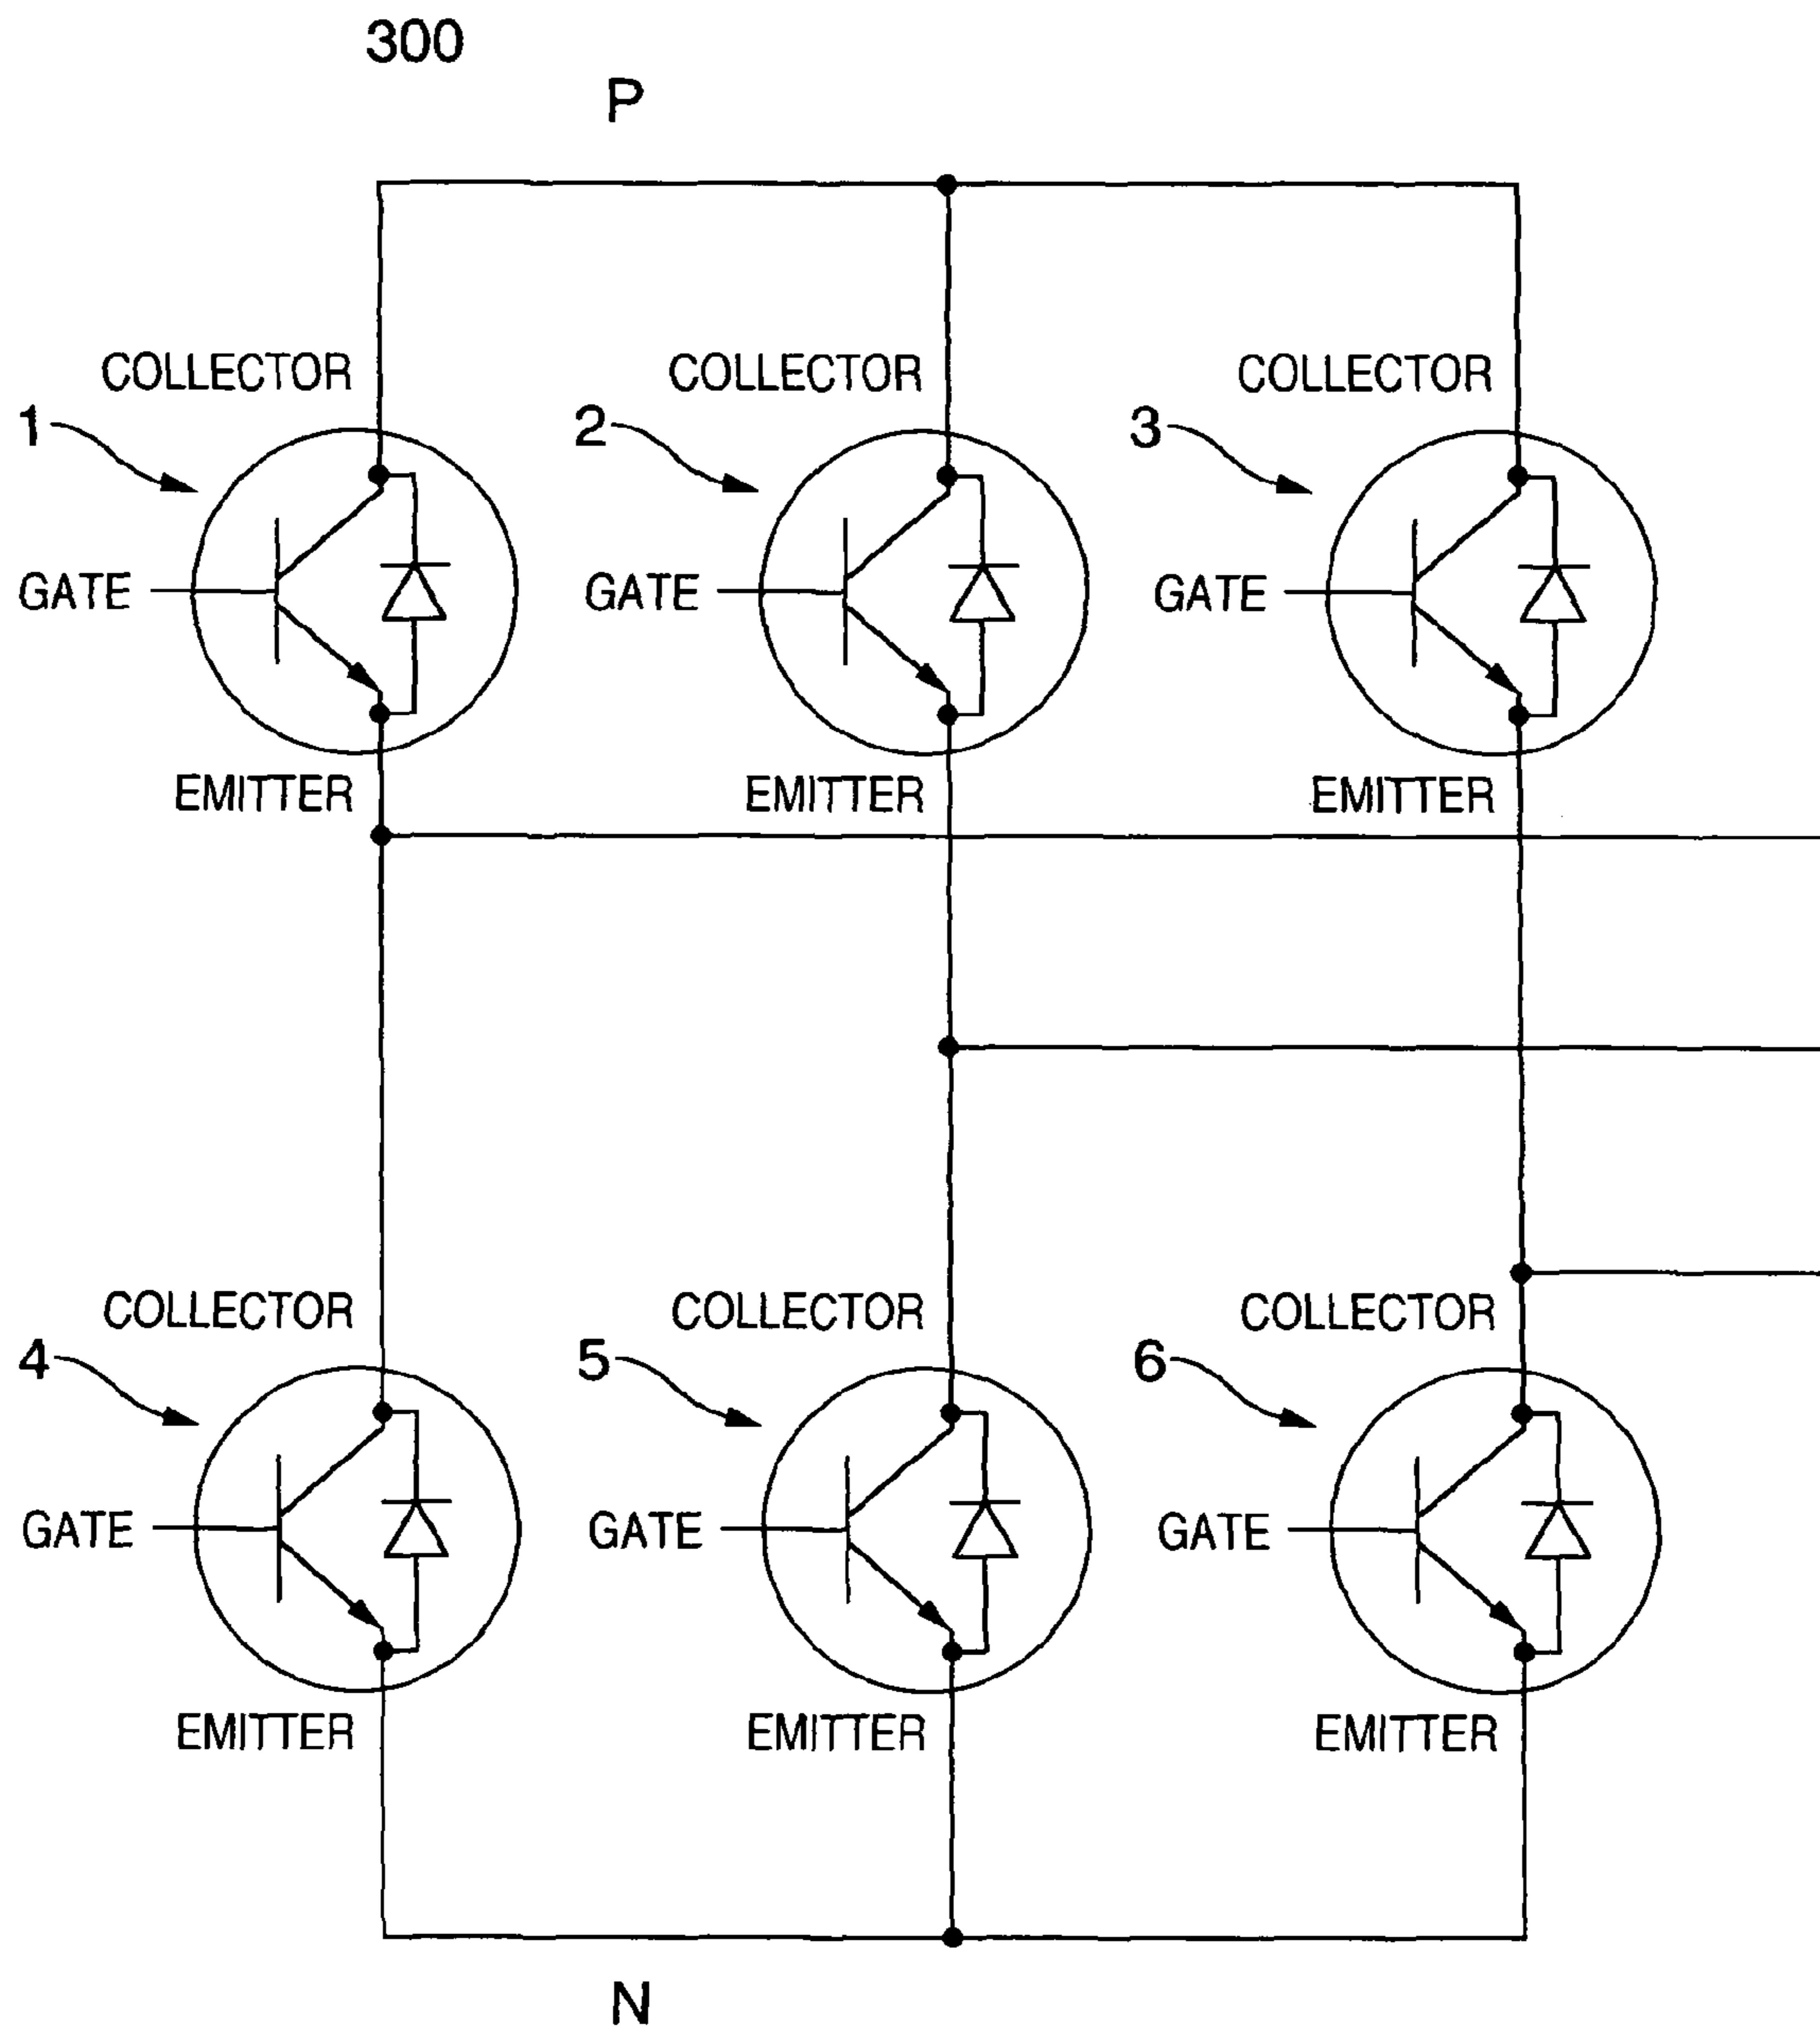 300
P
COLLECTOR COLLECTOR COLLECTOR
1 2 3
GATE GATE GATE
EMITTER EMITTER EMITTER
COLLECTOR COLLECTOR COLLECTOR
4 5 6
GATE GATE GATE
EMITTER EMITTER EMITTER
N